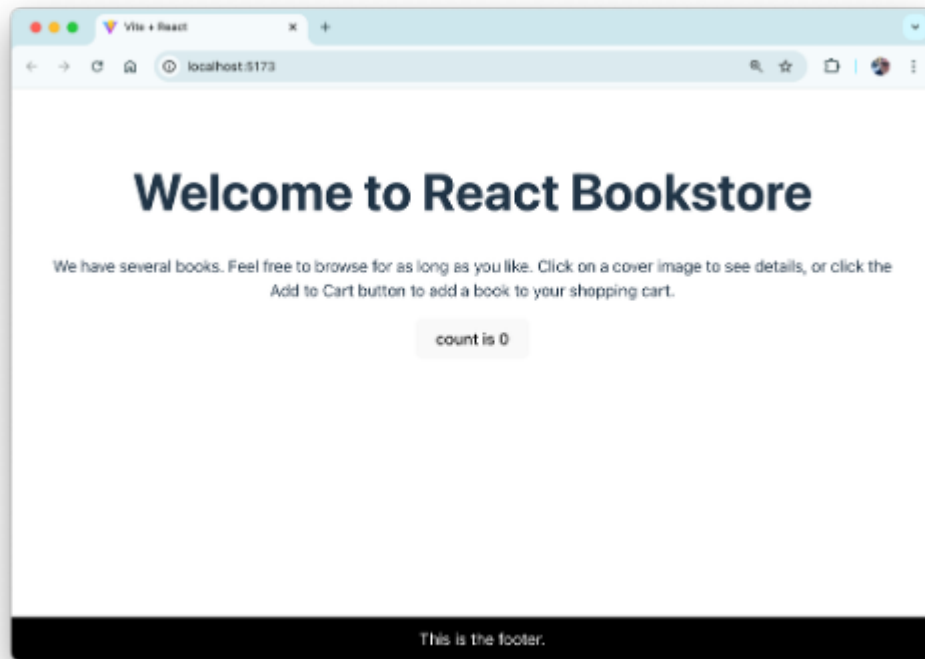 Vite + React
localhost:5173
Welcome to React Bookstore
We have several books. Feel free to browse for as long as you like. Click on a cover image to see details, or click the
Add to Cart button to add a book to your shopping cart.
count is 0
This is the footer.